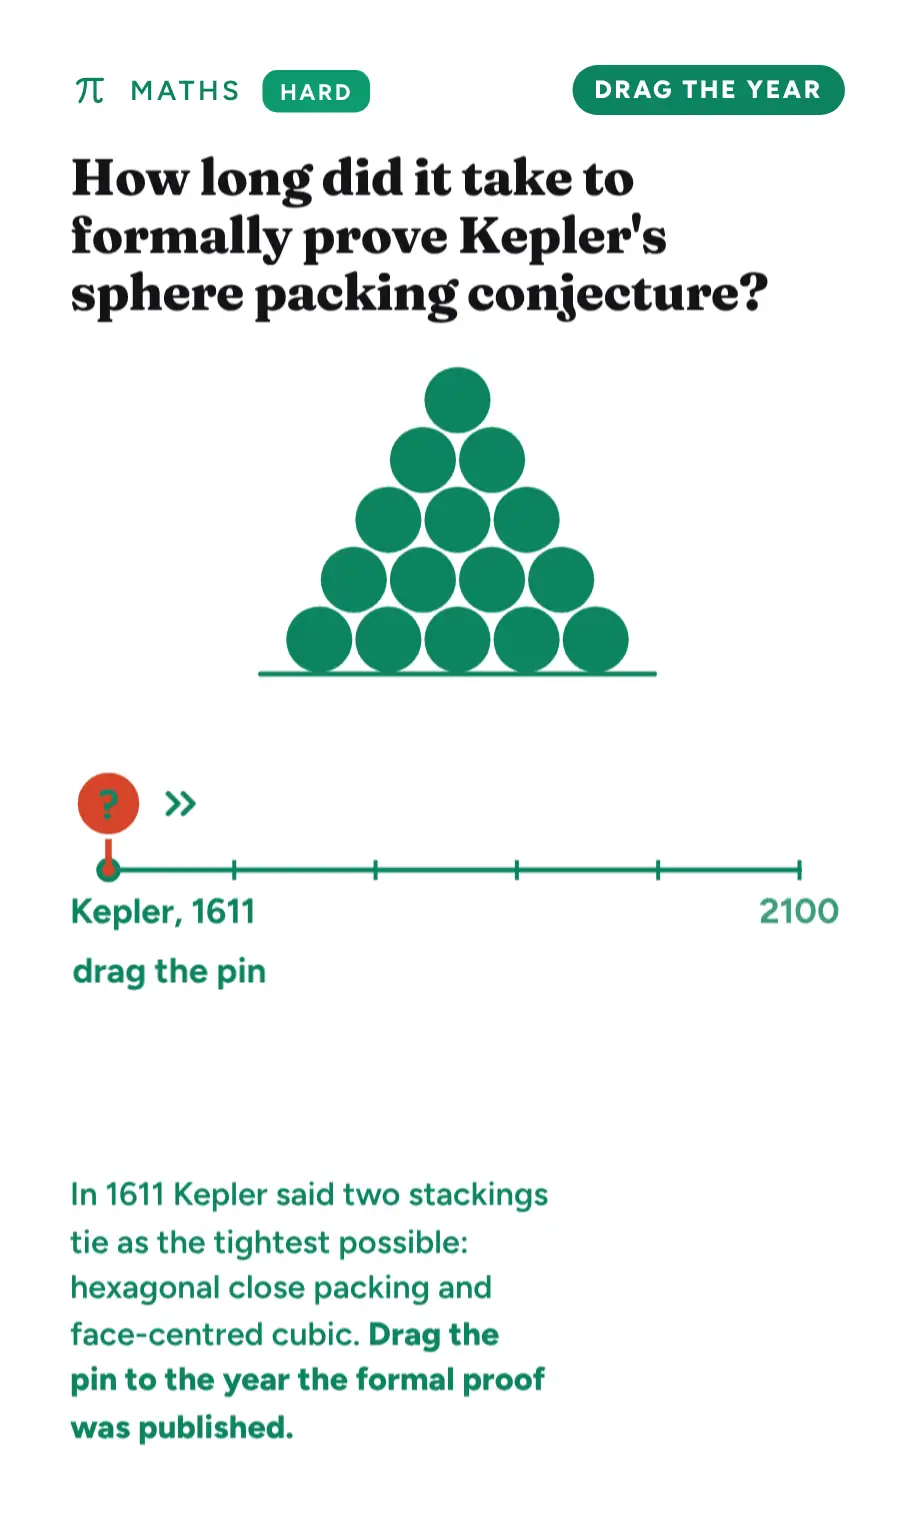 π MATHS HARD DRAG THE YEAR
How long did it take to
formally prove Kepler's
sphere packing conjecture?
?
Kepler, 1611 2100
drag the pin
In 1611 Kepler said two stackings
tie as the tightest possible:
hexagonal close packing and
face-centred cubic. Drag the
pin to the year the formal proof
was published.